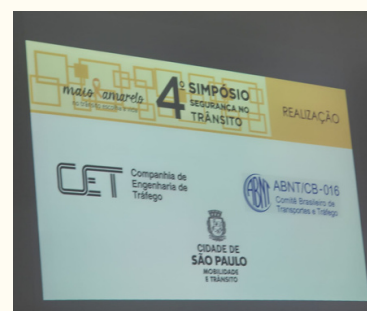 maio amarelo
4º SIMPÓSIO
SEGURANÇA NO
TRÂNSITO
REALIZAÇÃO
CET
Companhia de
Engenharia de
Tráfego
ABNT
ABNT/CB-016
Comitê Brasileiro de
Transportes e Tráfego
CIDADE DE
SÃO PAULO
MOBILIDADE
E TRÂNSITO